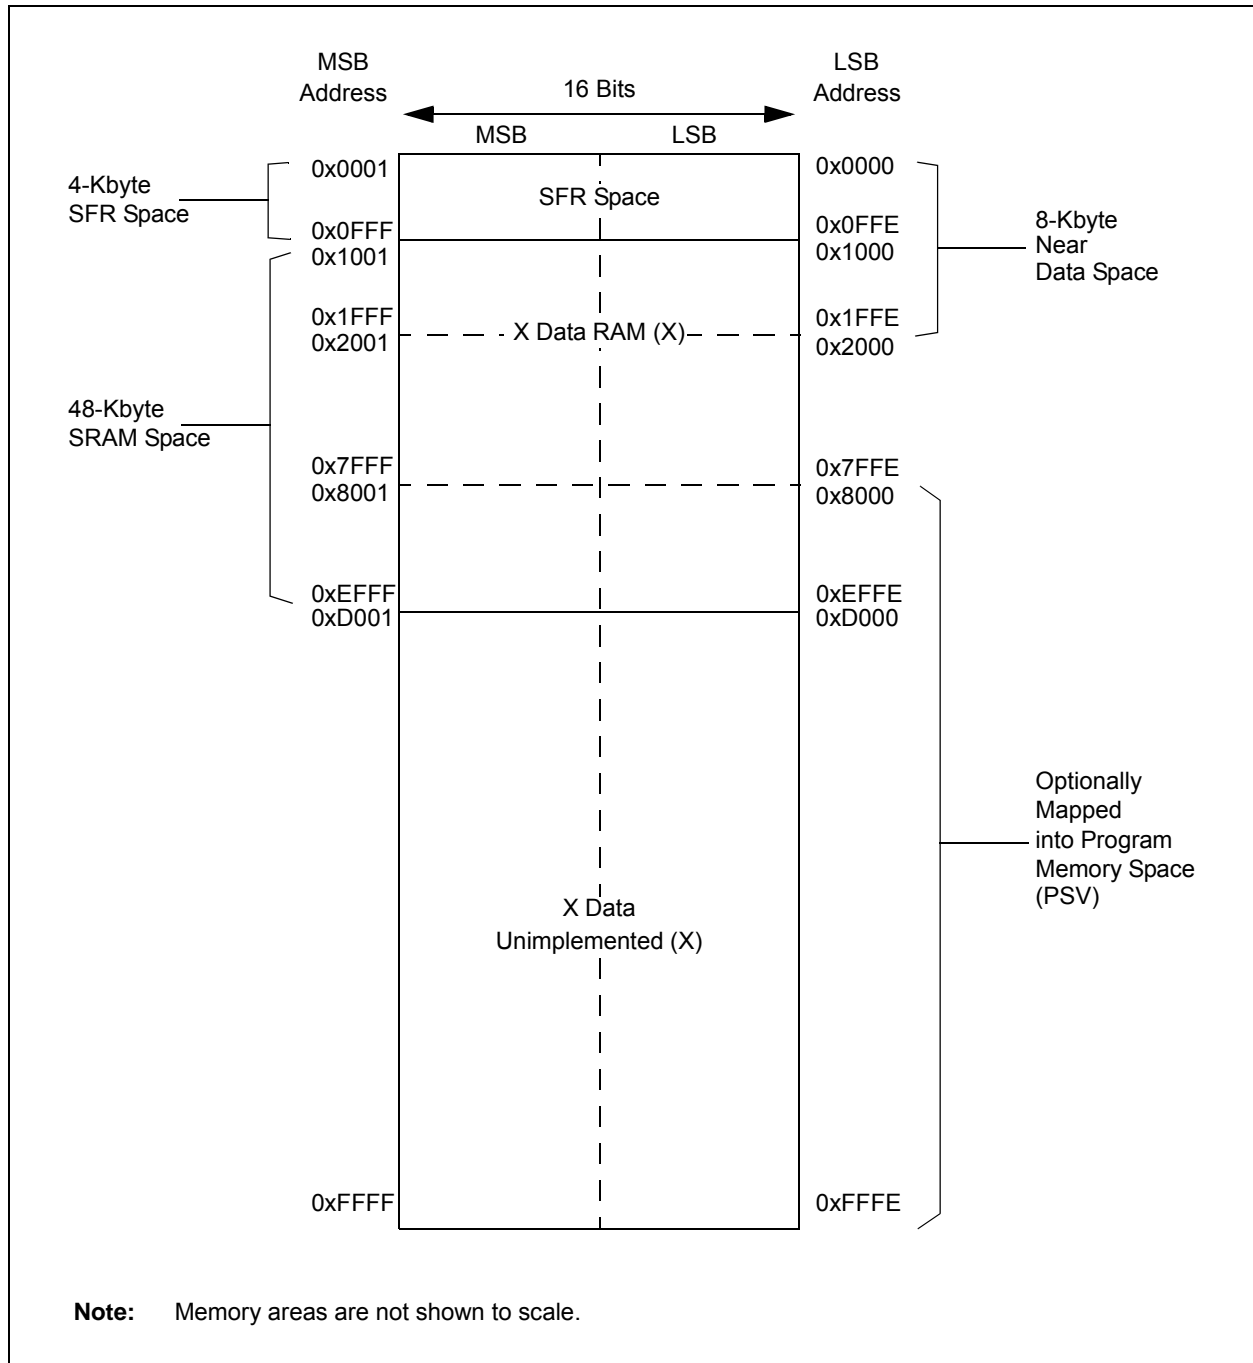 MSB
Address
16 Bits
LSB
Address
MSB
LSB
0x0001
0x0000
4-Kbyte
SFR Space
SFR Space
0x0FFF
0x1001
0x0FFE
0x1000
8-Kbyte
Near
Data Space
0x1FFF
0x2001
X Data RAM (X)
0x1FFE
0x2000
48-Kbyte
SRAM Space
0x7FFF
0x8001
0x7FFE
0x8000
0xEFFF
0xD001
0xEFFE
0xD000
Optionally
Mapped
into Program
Memory Space
(PSV)
X Data
Unimplemented (X)
0xFFFF
0xFFFE
Note: Memory areas are not shown to scale.